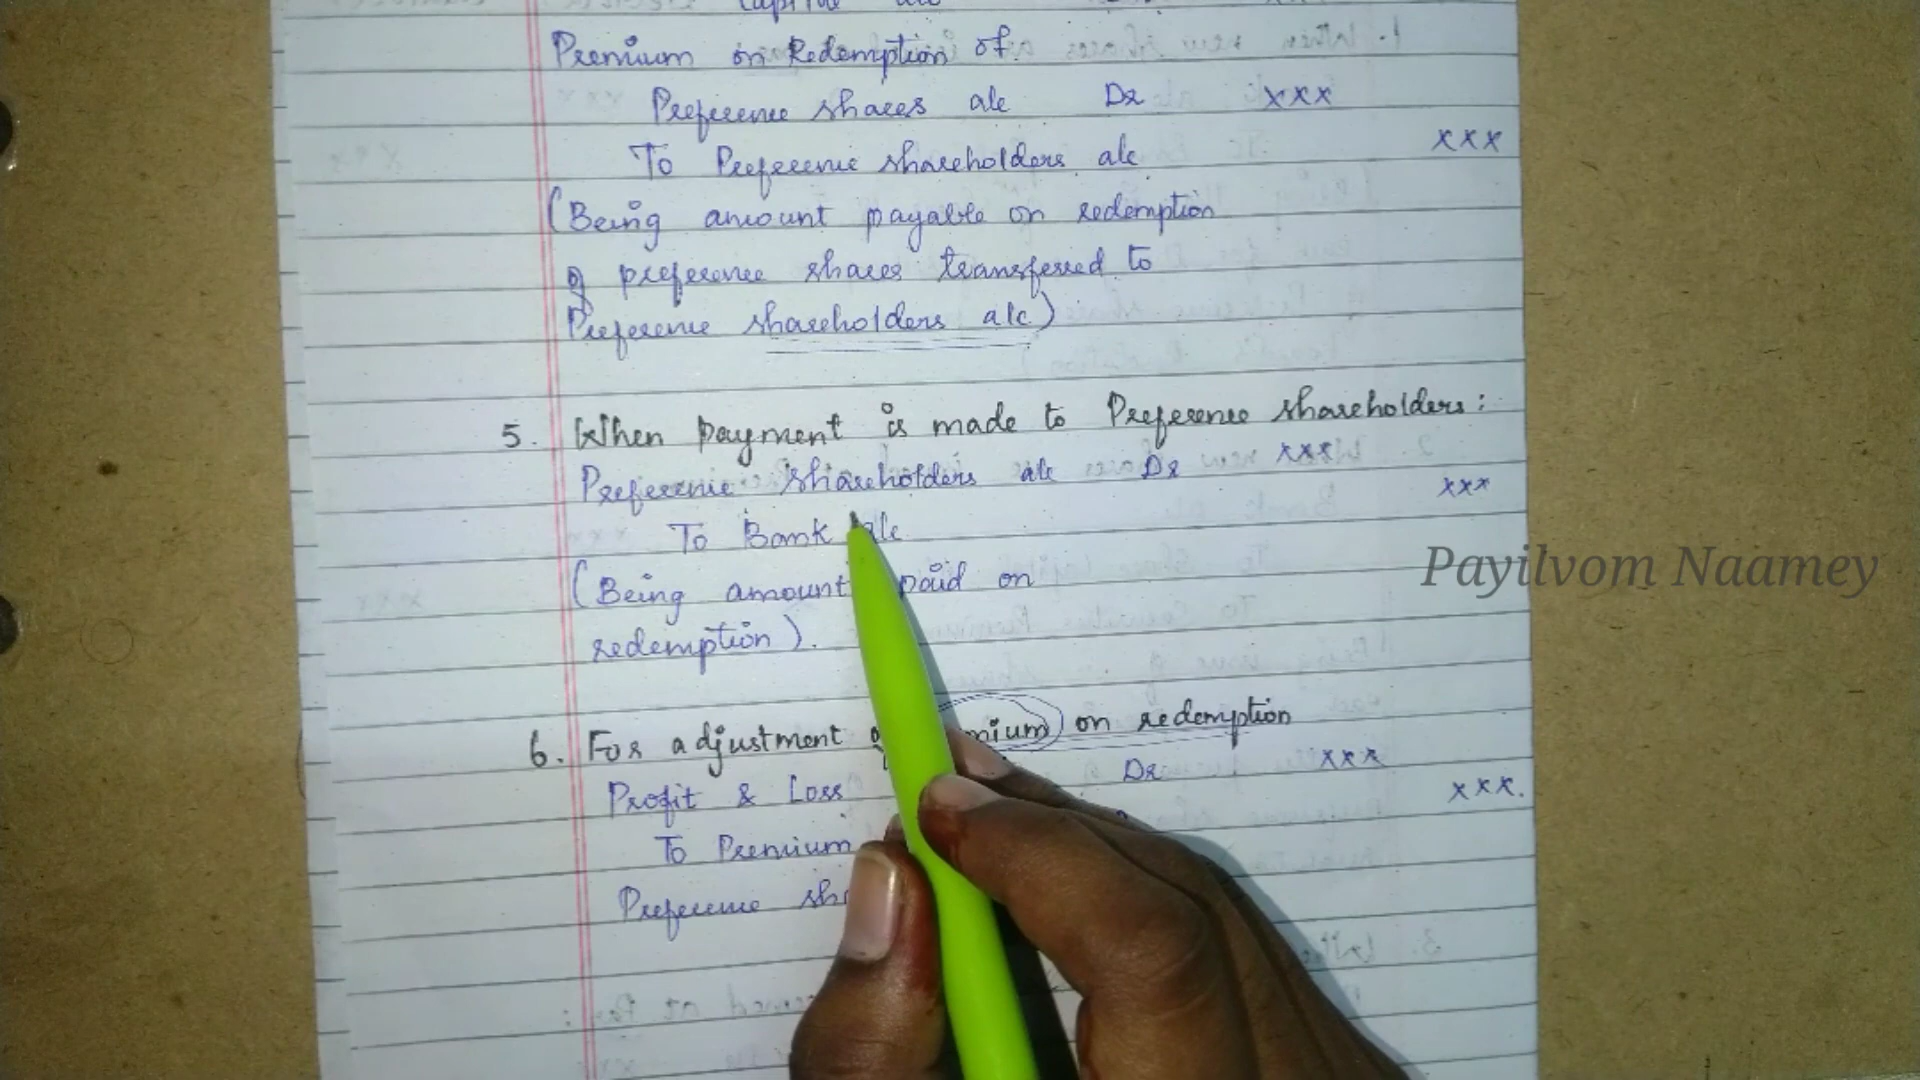 Premium on Redemption of
Preference shares a/c Dr xxx
To Preference shareholders a/c xxx
(Being amount payable on redemption
of preference shares transferred to
Preference shareholders a/c)
5. When payment is made to Preference shareholders:
Preference shareholders a/c Dr xxx
To Bank a/c xxx
(Being amount paid on
redemption).
6. For adjustment on redemption
Profit & Loss Dr xxx
To Premium xxx.
Preference
Payilvom Naamey